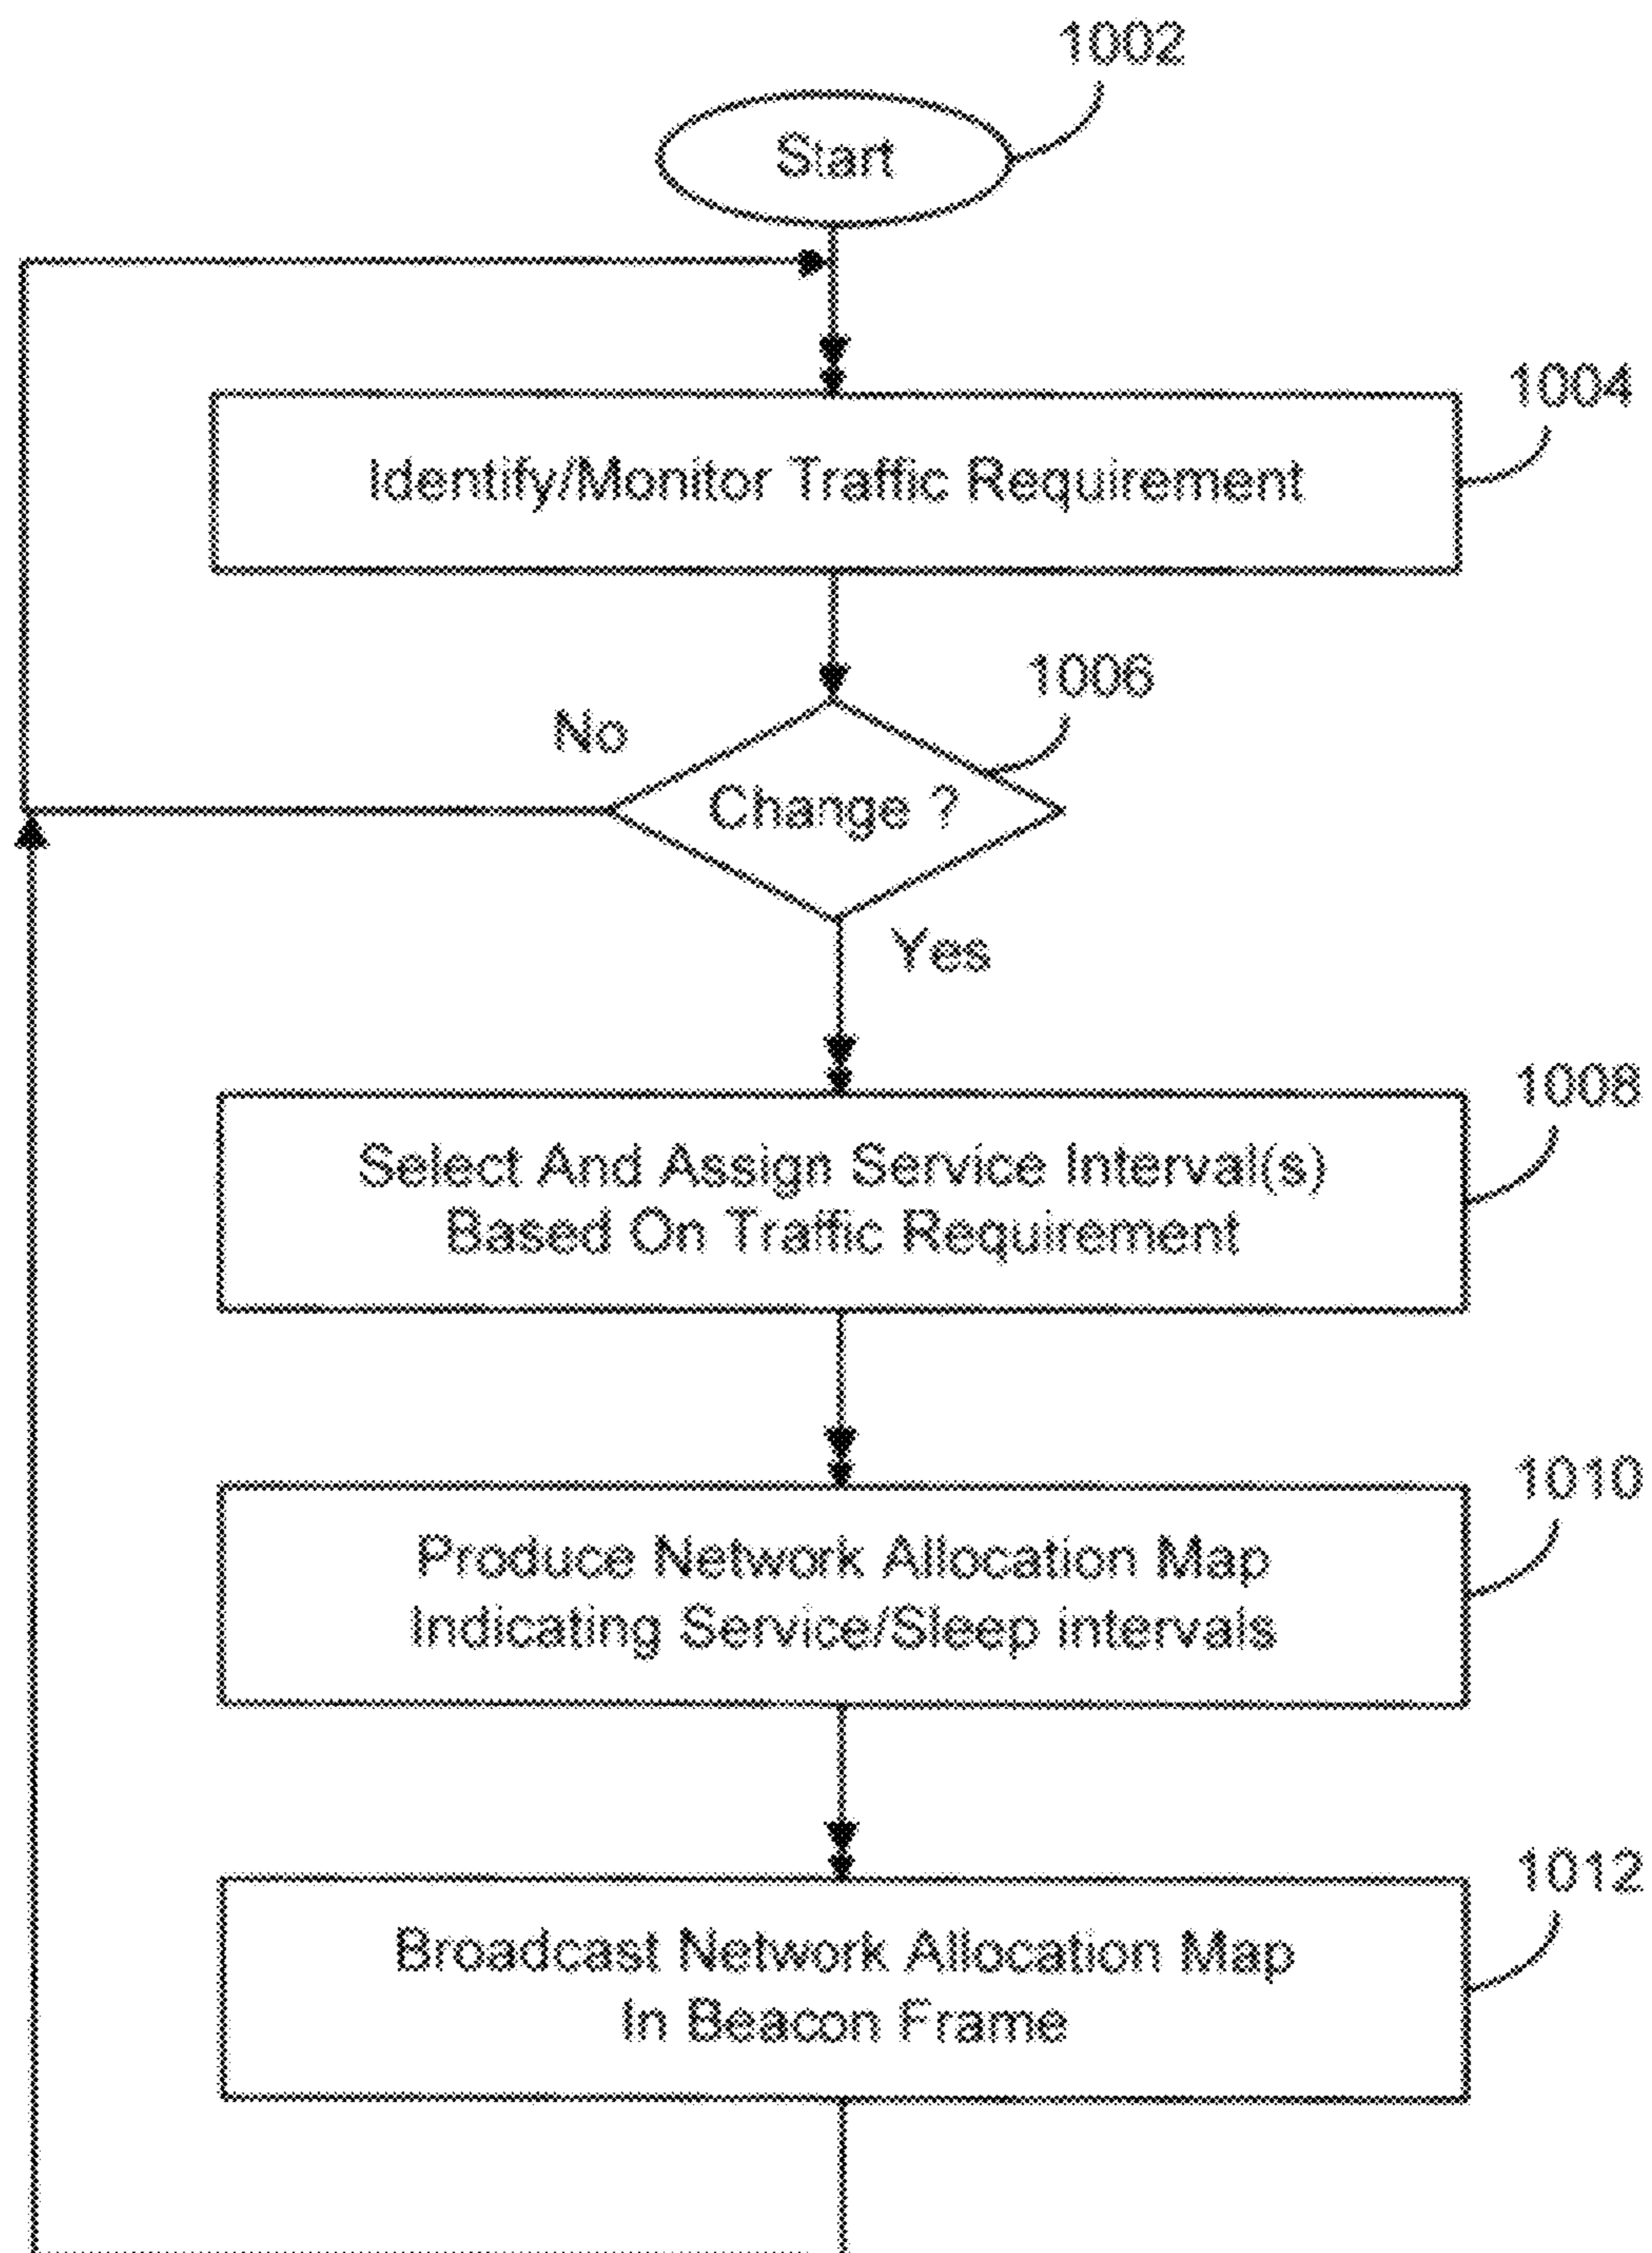 1002
Start
1004
Identify/Monitor Traffic Requirement
1006
No
Change ?
Yes
1008
Select And Assign Service Interval(s)
Based On Traffic Requirement
1010
Produce Network Allocation Map
Indicating Service/Sleep intervals
1012
Broadcast Network Allocation Map
In Beacon Frame